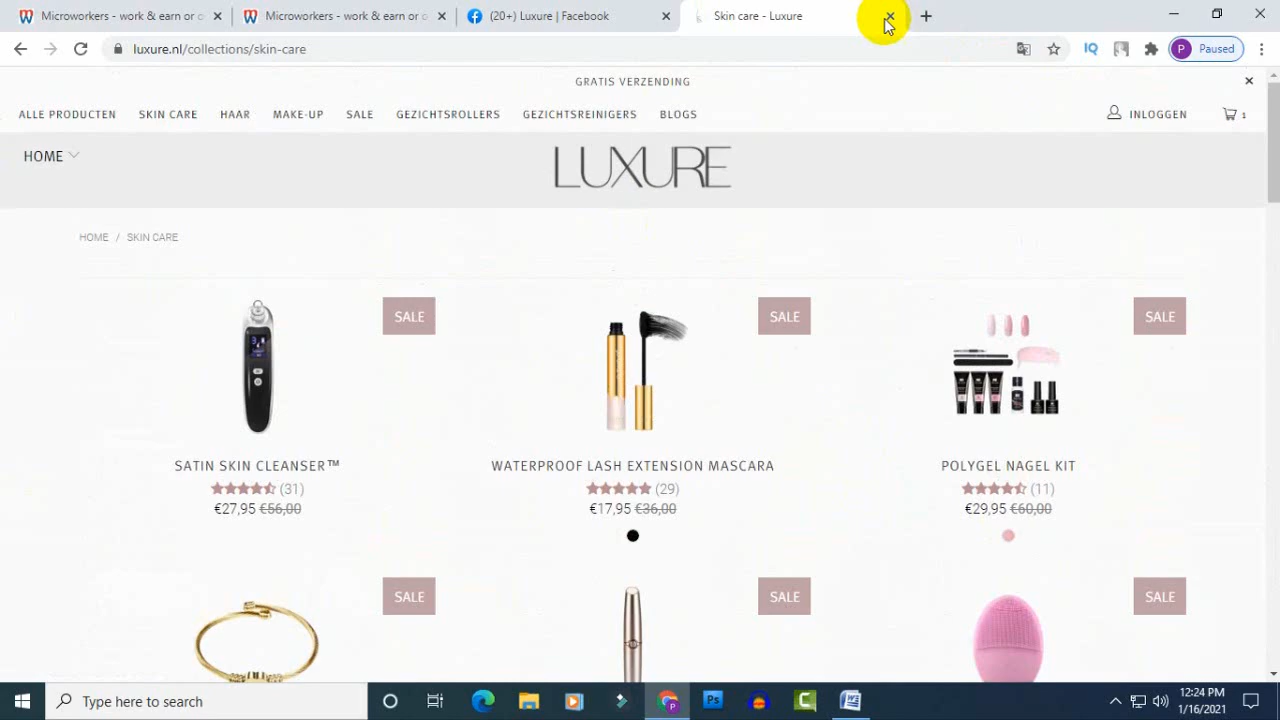 Microworkers - work & earn or c
Microworkers - work & earn or c
(20+) Luxure | Facebook
Skin care - Luxure
luxure.nl/collections/skin-care
IQ
P
Paused
GRATIS VERZENDING
ALLE PRODUCTEN
SKIN CARE
HAAR
MAKE-UP
SALE
GEZICHTSROLLERS
GEZICHTSREINIGERS
BLOGS
INLOGGEN
1
HOME
LUXURE
HOME / SKIN CARE
SALE
SALE
SALE
SATIN SKIN CLEANSER™
(31)
€27,95 €56,00
WATERPROOF LASH EXTENSION MASCARA
(29)
€17,95 €36,00
POLYGEL NAGEL KIT
(11)
€29,95 €60,00
SALE
SALE
SALE
Type here to search
12:24 PM
1/16/2021